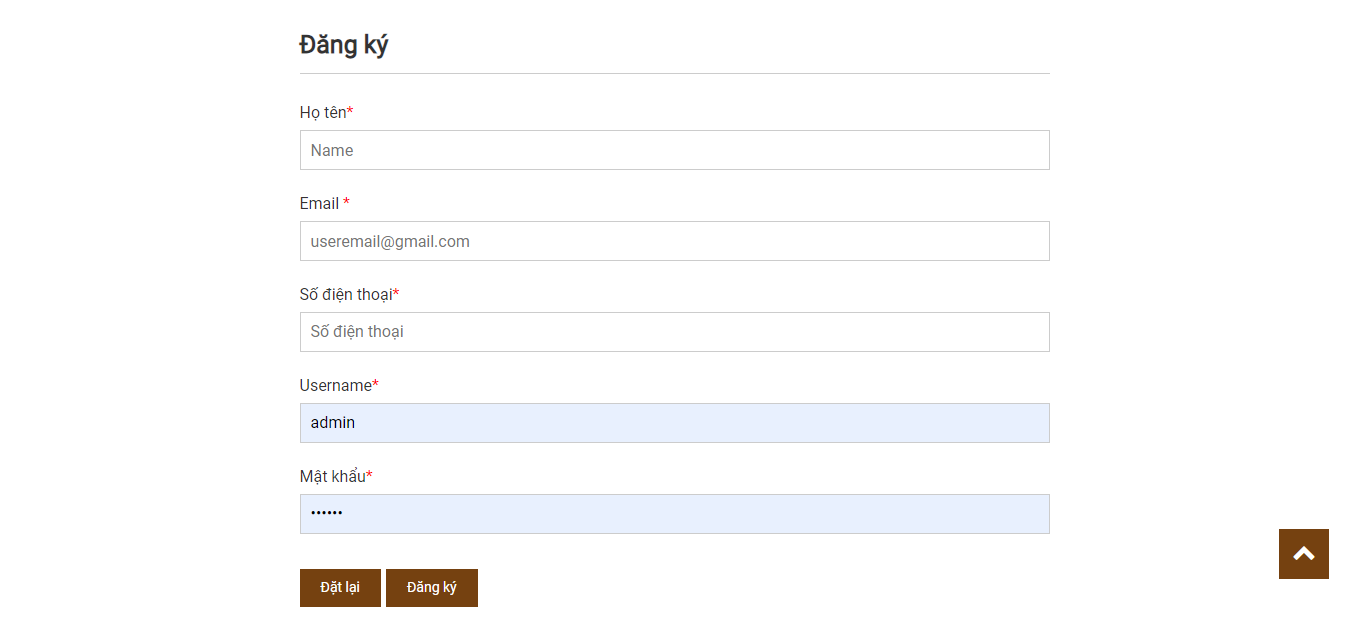 Đăng ký
Họ tên*
Name
Email *
useremail@gmail.com
Số điện thoại*
Số điện thoại
Username*
admin
Mật khẩu*
••••••
Đặt lại Đăng ký